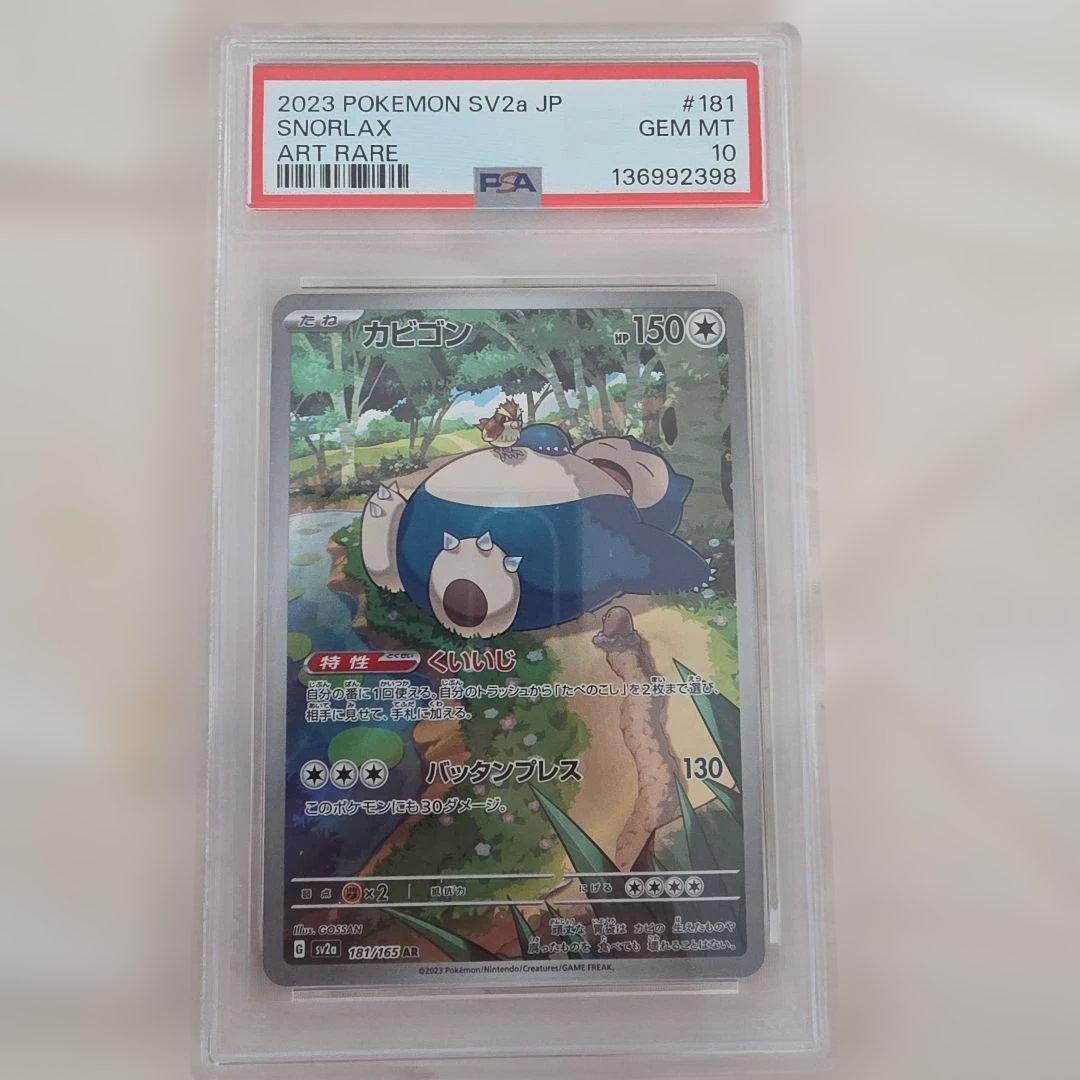 2023 POKEMON SV2a JP #181
SNORLAX GEM MT
ART RARE 10
PSA 136992398
たね カビゴン HP 150
特性 とくせい くいいじ
自分の番に1回使える。自分のトラッシュから「たべのこし」を2枚まで選び、
相手に見せて、手札に加える。
バッタンプレス 130
このポケモンにも30ダメージ。
弱点 ×2 抵抗力 にげる
Illus. GOSSAN
頑丈な 胃袋は カビの 生えたものや
G sv2a 181/165 AR 腐ったものを 食べても 壊れることはない。
©2023 Pokémon/Nintendo/Creatures/GAME FREAK.